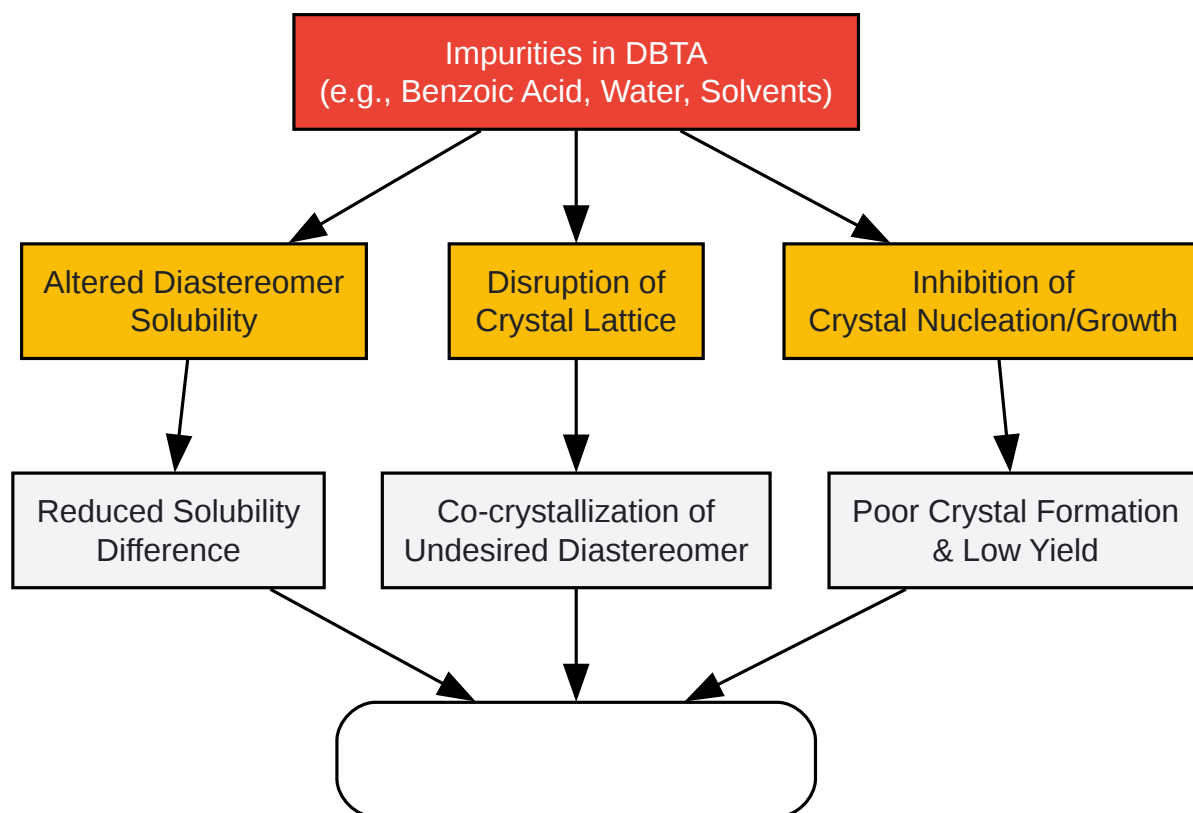 Impurities in DBTA
(e.g., Benzoic Acid, Water, Solvents)
Altered Diastereomer
Solubility
Disruption of
Crystal Lattice
Inhibition of
Crystal Nucleation/Growth
Reduced Solubility
Difference
Co-crystallization of
Undesired Diastereomer
Poor Crystal Formation
& Low Yield